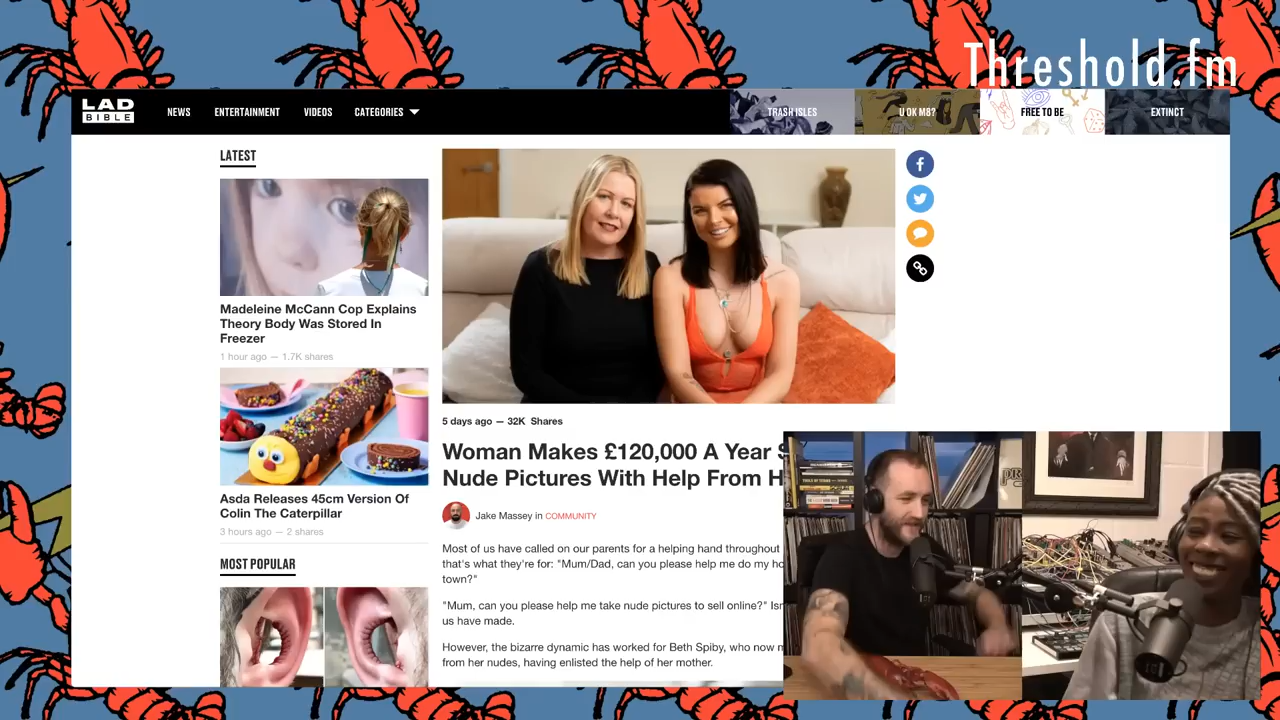 Threshold.fm
LAD
BIBLE
NEWS
ENTERTAINMENT
VIDEOS
CATEGORIES
TRASH ISLES
U OK M8?
FREE TO BE
EXTINCT
LATEST
Madeleine McCann Cop Explains
Theory Body Was Stored In
Freezer
1 hour ago — 1.7K shares
Asda Releases 45cm Version Of
Colin The Caterpillar
3 hours ago — 2 shares
MOST POPULAR
5 days ago — 32K Shares
Woman Makes £120,000 A Year
Nude Pictures With Help From
Jake Massey in COMMUNITY
Most of us have called on our parents for a helping hand throughout
that's what they're for: "Mum/Dad, can you please help me do my
town?"
"Mum, can you please help me take nude pictures to sell online?"
us have made.
However, the bizarre dynamic has worked for Beth Spiby, who now
from her nudes, having enlisted the help of her mother.